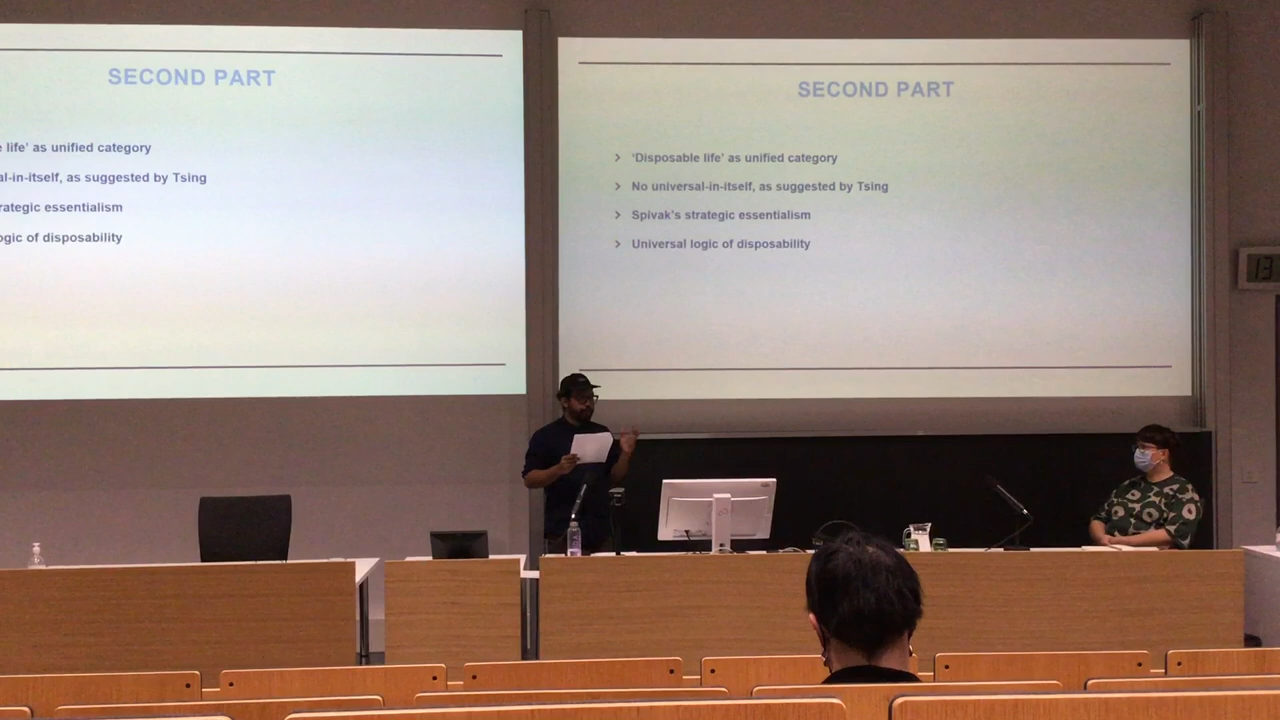 SECOND PART
e life’ as unified category
al-in-itself, as suggested by Tsing
rategic essentialism
ogic of disposability
SECOND PART
‘Disposable life’ as unified category
No universal-in-itself, as suggested by Tsing
Spivak’s strategic essentialism
Universal logic of disposability
13